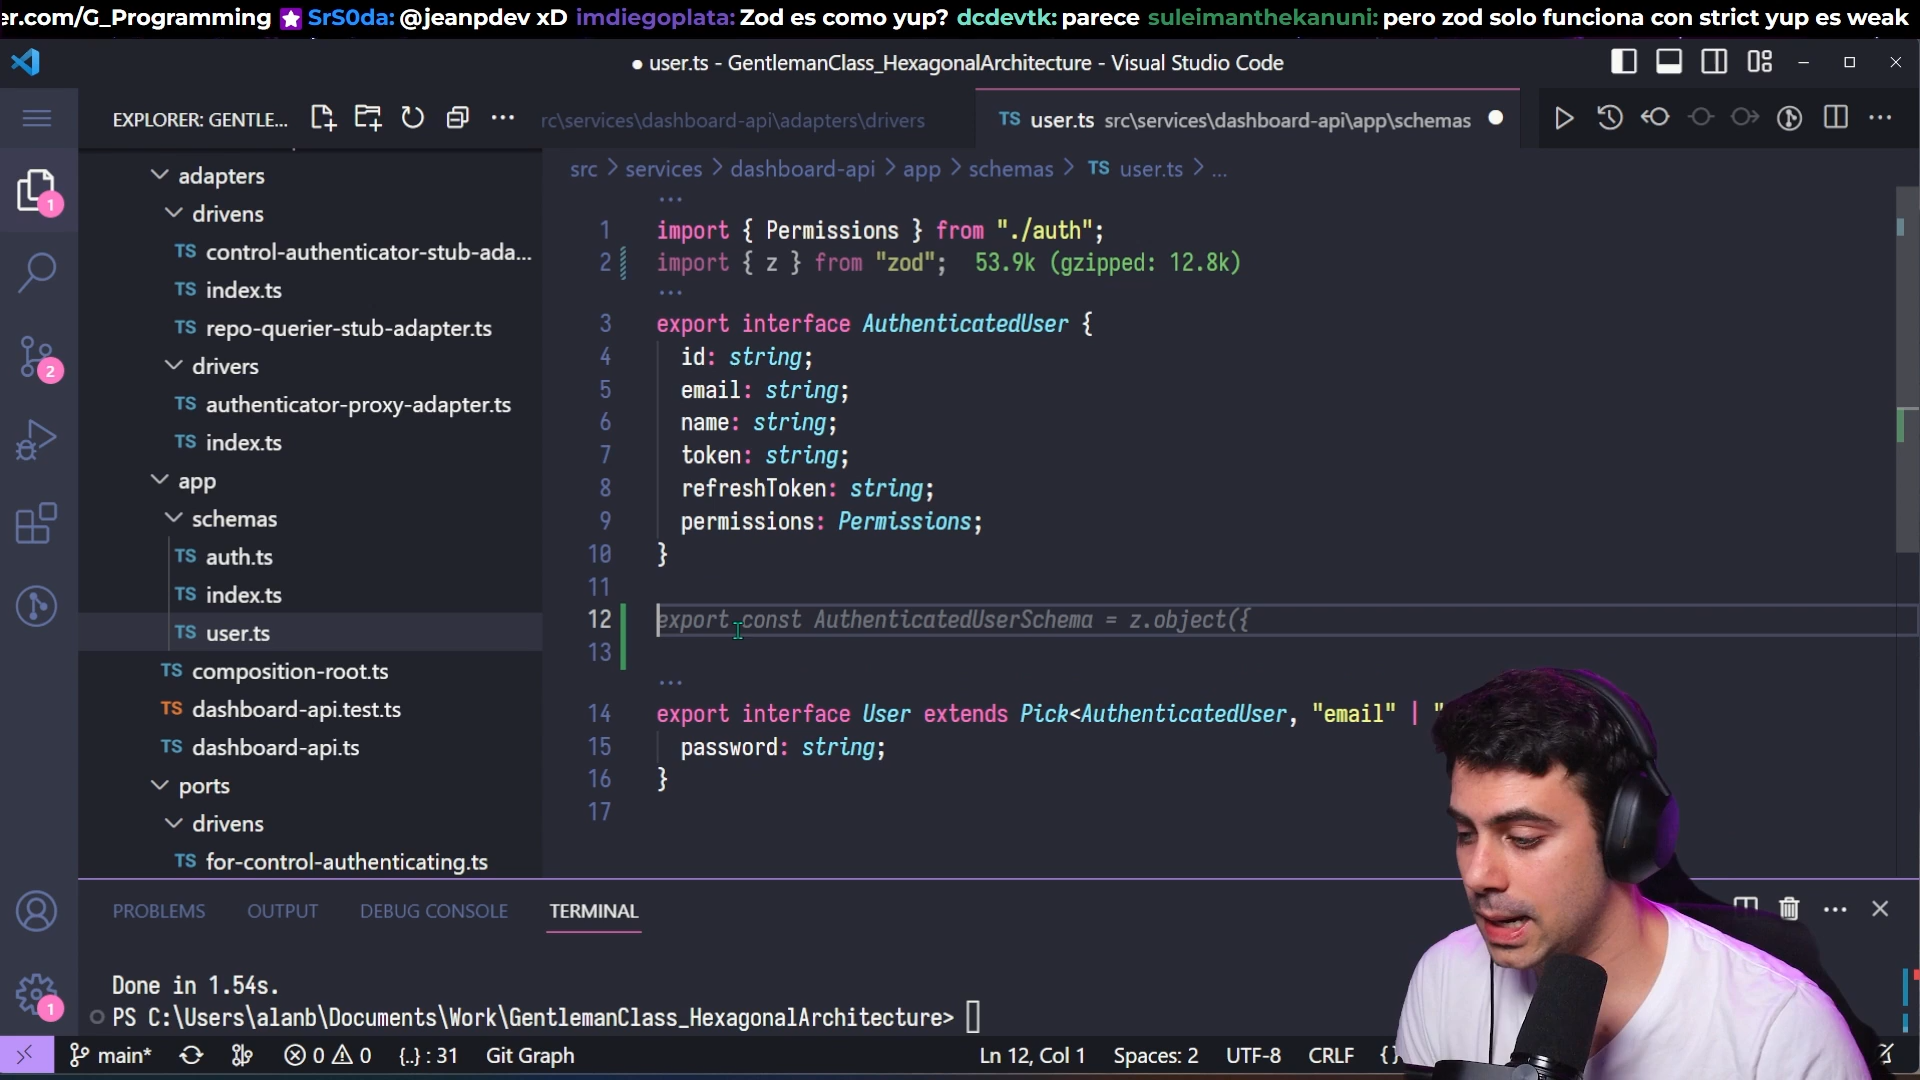 er.com/G_Programming SrS0da: @jeanpdev xD imdiegoplata: Zod es como yup? dcdevtk: parece suleimanthekanuni: pero zod solo funciona con strict yup es weak
● user.ts - GentlemanClass_HexagonalArchitecture - Visual Studio Code
EXPLORER: GENTLE...
rc\services\dashboard-api\adapters\drivers
TS user.ts src\services\dashboard-api\app\schemas
src > services > dashboard-api > app > schemas > TS user.ts > ...
adapters
drivens
TS control-authenticator-stub-ada...
TS index.ts
TS repo-querier-stub-adapter.ts
drivers
TS authenticator-proxy-adapter.ts
TS index.ts
app
schemas
TS auth.ts
TS index.ts
TS user.ts
TS composition-root.ts
TS dashboard-api.test.ts
TS dashboard-api.ts
ports
drivens
TS for-control-authenticating.ts
1
2
1
...
1 import { Permissions } from "./auth";
2 import { z } from "zod"; 53.9k (gzipped: 12.8k)
...
3 export interface AuthenticatedUser {
4 id: string;
5 email: string;
6 name: string;
7 token: string;
8 refreshToken: string;
9 permissions: Permissions;
10 }
11
12 export const AuthenticatedUserSchema = z.object({
13
...
14 export interface User extends Pick<AuthenticatedUser, "email" | "
15 password: string;
16 }
17
PROBLEMS OUTPUT DEBUG CONSOLE TERMINAL
Done in 1.54s.
PS C:\Users\alanb\Documents\Work\GentlemanClass_HexagonalArchitecture>
main* 0 0 {..} : 31 Git Graph Ln 12, Col 1 Spaces: 2 UTF-8 CRLF {